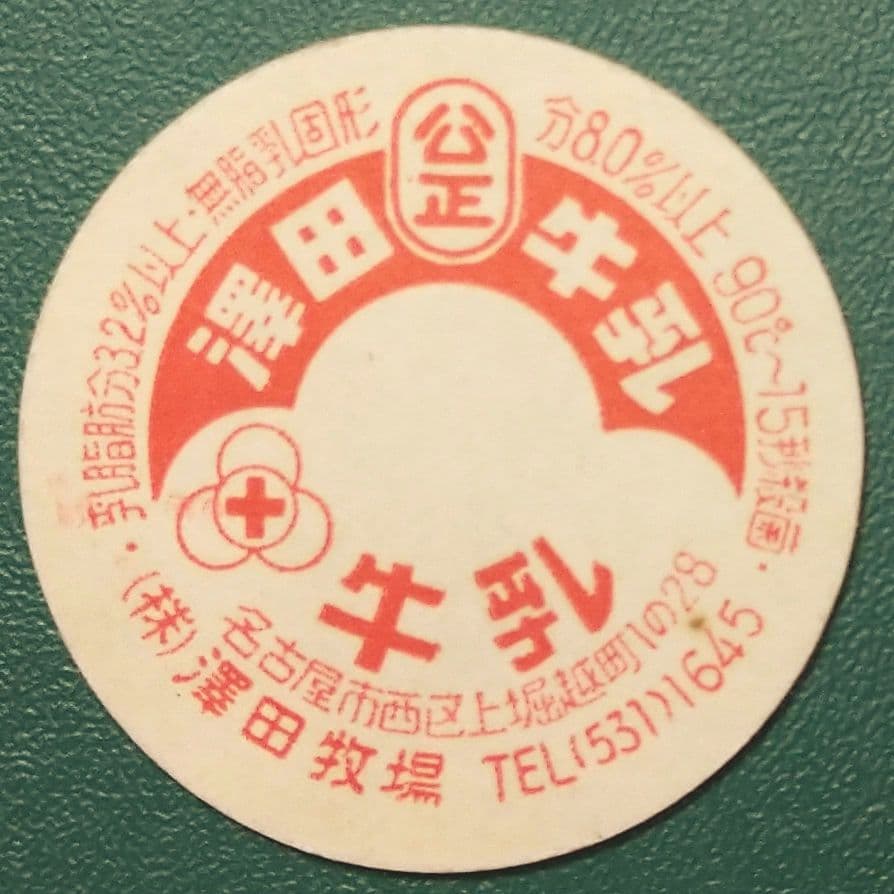 乳脂肪分3.2%以上・無脂乳固形分8.0%以上 90℃〜15秒殺菌・
公正
澤田牛乳
牛乳
名古屋市西区上堀越町1の28
(株)澤田牧場 TEL(531)1645